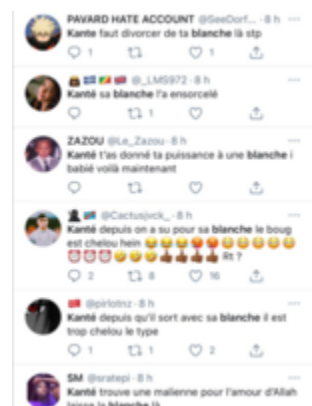 PAVARD HATE ACCOUNT @SeeDorf... · 8 h
Kante faut divorcer de ta blanche là stp
1 1
@_LMS972 · 8 h
Kanté sa blanche l'a ensorcelé
1
ZAZOU @Le_Zazou · 8 h
Kanté t'as donné ta puissance à une blanche i
babié voilà maintenant
@Cactusjvck_ · 8 h
Kanté depuis on a su pour sa blanche le boug
est chelou hein 😂😂😂😡😡😳😳😳😳
⏰⏰⏰🤣🤣🤣👍🏾👍🏾👍🏾👍🏾 Rt ?
2 8 16
@pirlotnz · 8 h
Kanté depuis qu'il sort avec sa blanche il est
trop chelou le type
1 1 2
SM @sratepi · 8 h
Kanté trouve une malienne pour l'amour d'Allah
laisse la blanche là